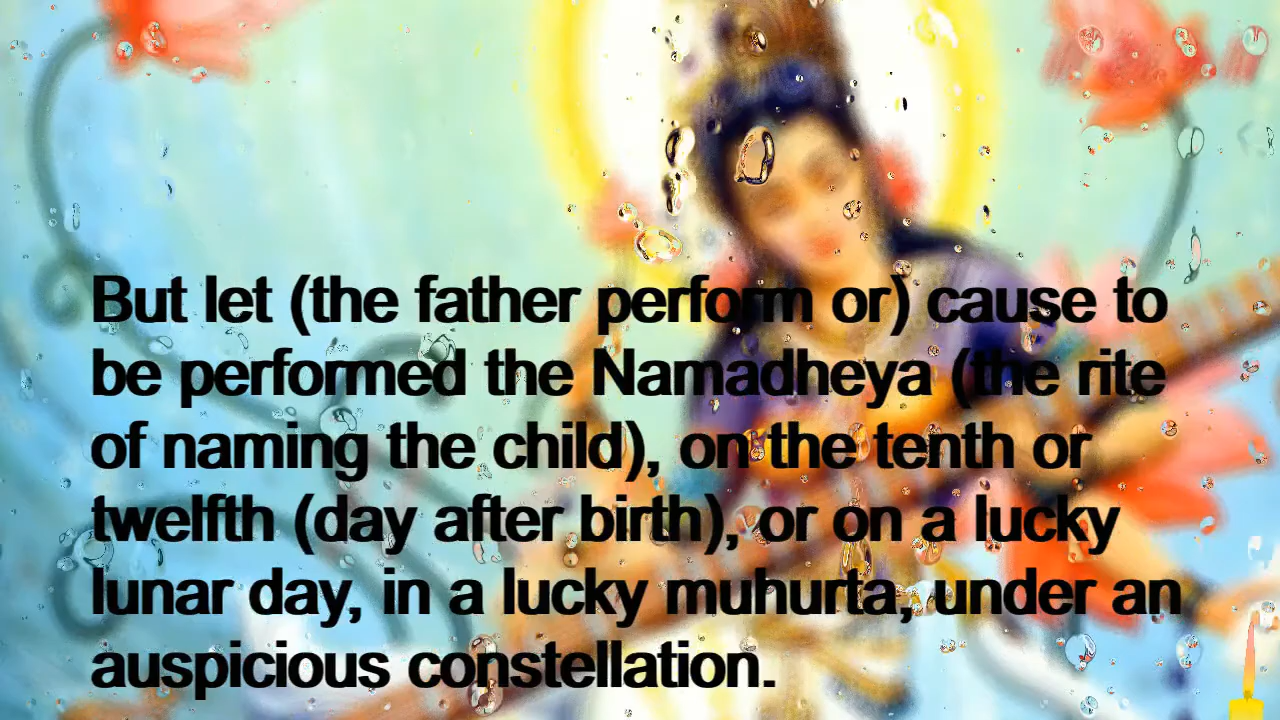 But let (the father perform or) cause to
be performed the Namadheya (the rite
of naming the child), on the tenth or
twelfth (day after birth), or on a lucky
lunar day, in a lucky muhurta, under an
auspicious constellation.